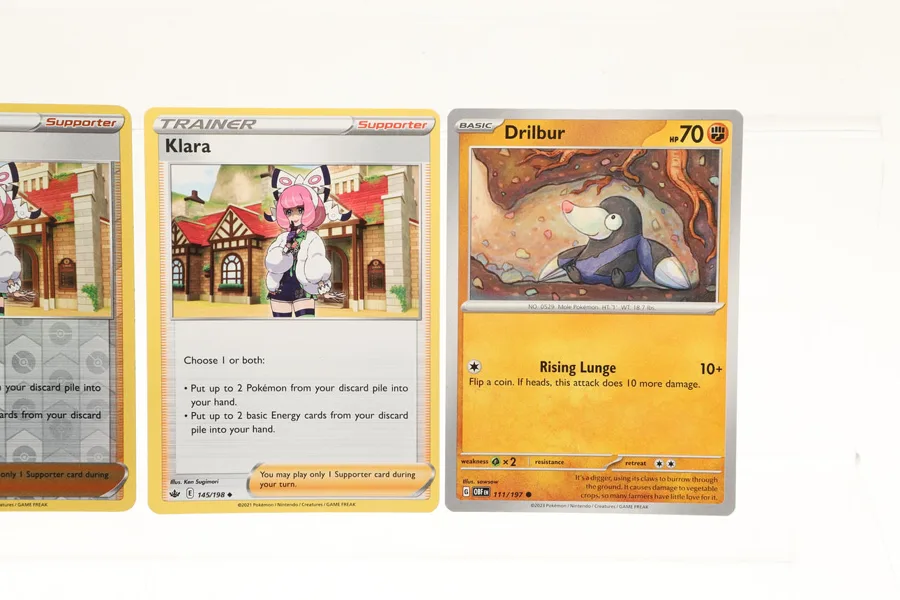 Supporter
your discard pile into
cards from your discard
only 1 Supporter card during
/ GAME FREAK
TRAINER Supporter
Klara
Choose 1 or both:
• Put up to 2 Pokémon from your discard pile into
your hand.
• Put up to 2 basic Energy cards from your discard
pile into your hand.
You may play only 1 Supporter card during
your turn.
Illus. Ken Sugimori
E 145/198
©2021 Pokémon / Nintendo / Creatures / GAME FREAK
BASIC Drilbur HP 70
NO. 0529 Mole Pokémon HT: 1' WT: 18.7 lbs.
Rising Lunge 10+
Flip a coin. If heads, this attack does 10 more damage.
weakness ×2 resistance retreat
Illus. sowsow
It's a digger, using its claws to burrow through
the ground. It causes damage to vegetable
crops, so many farmers have little love for it.
G OBF EN 111/197
©2023 Pokémon / Nintendo / Creatures / GAME FREAK